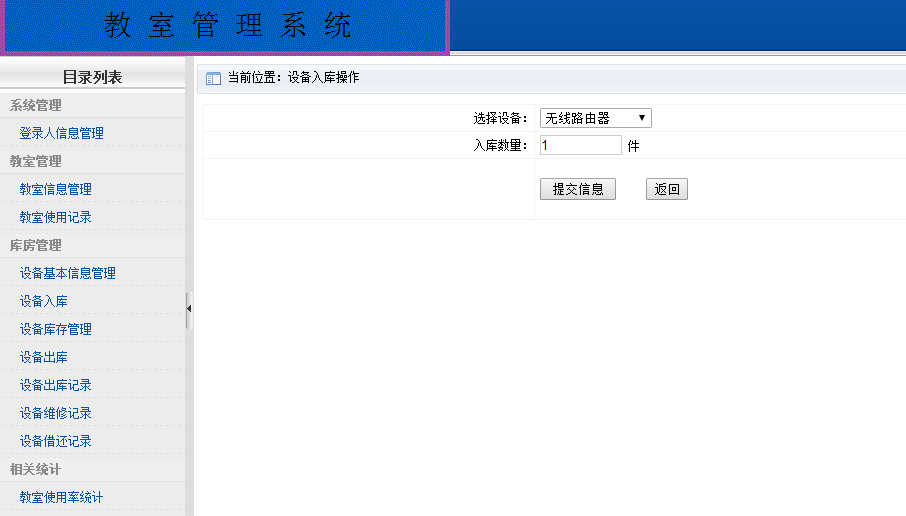 教室管理系统
目录列表
系统管理
登录人信息管理
教室管理
教室信息管理
教室使用记录
库房管理
设备基本信息管理
设备入库
设备库存管理
设备出库
设备出库记录
设备维修记录
设备借还记录
相关统计
教室使用率统计
当前位置：设备入库操作
选择设备： 无线路由器
入库数量： 1 件
提交信息 返回